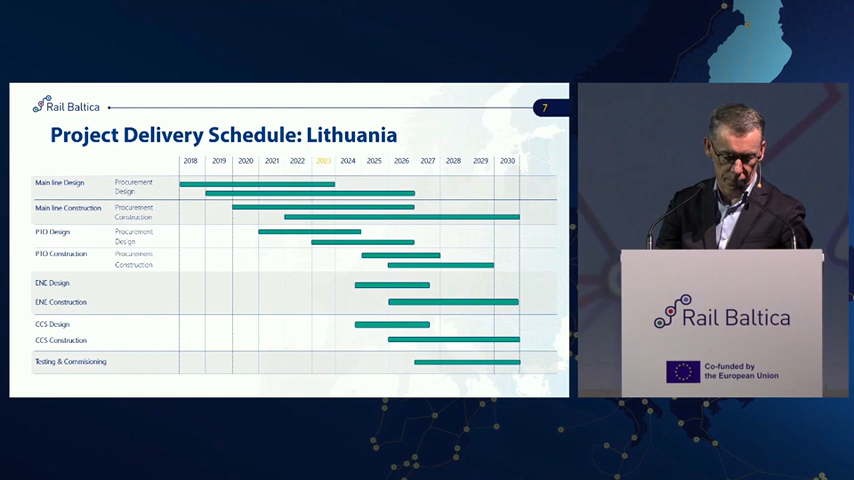 Rail Baltica
7
Project Delivery Schedule: Lithuania
2018 2019 2020 2021 2022 2023 2024 2025 2026 2027 2028 2029 2030
Main line Design Procurement
Design
Main line Construction Procurement
Construction
PTO Design Procurement
Design
PTO Construction Procurement
Construction
ENE Design
ENE Construction
CCS Design
CCS Construction
Testing & Commisioning
Rail Baltica
Co-funded by
the European Union